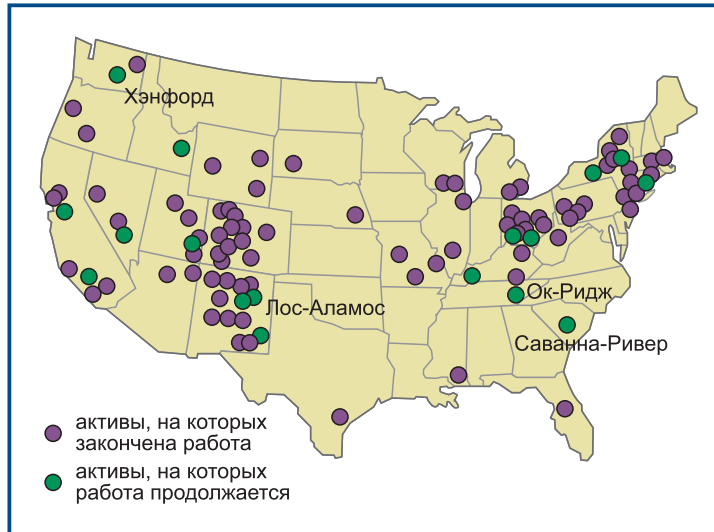 Хэнфорд
Лос-Аламос
Ок-Ридж
Саванна-Ривер
активы, на которых
закончена работа
активы, на которых
работа продолжается